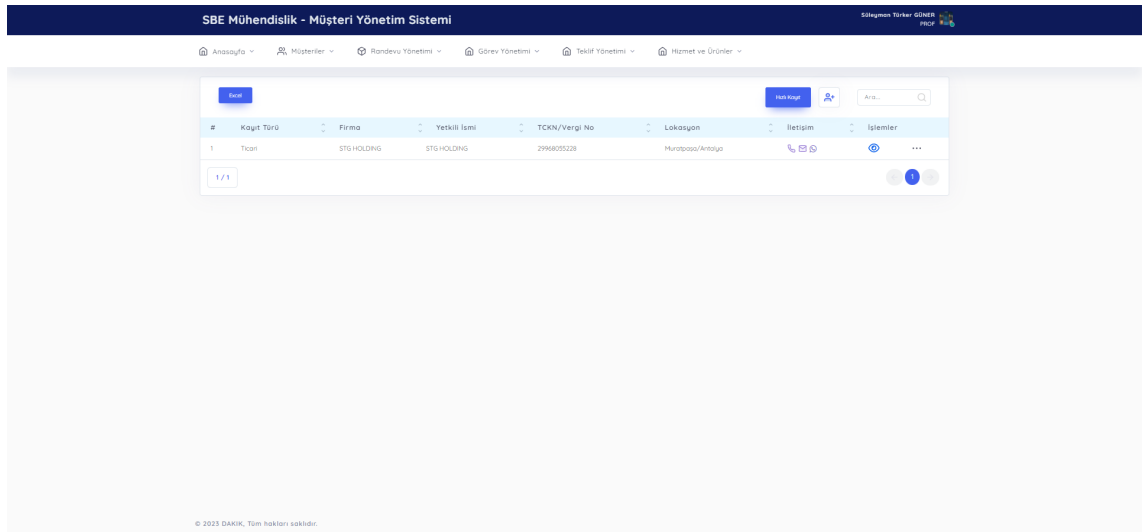 SBE Mühendislik - Müşteri Yönetim Sistemi
Süleyman Türker GÜNER
PROF
Anasayfa Müşteriler Randevu Yönetimi Görev Yönetimi Teklif Yönetimi Hizmet ve Ürünler
Excel Hızlı Kayıt Ara...
# Kayıt Türü Firma Yetkili İsmi TCKN/Vergi No Lokasyon İletişim İşlemler
1 Ticari STG HOLDING STG HOLDING 29968055228 Muratpaşa/Antalya
1 / 1 1
© 2023 DAKIK, Tüm hakları saklıdır.